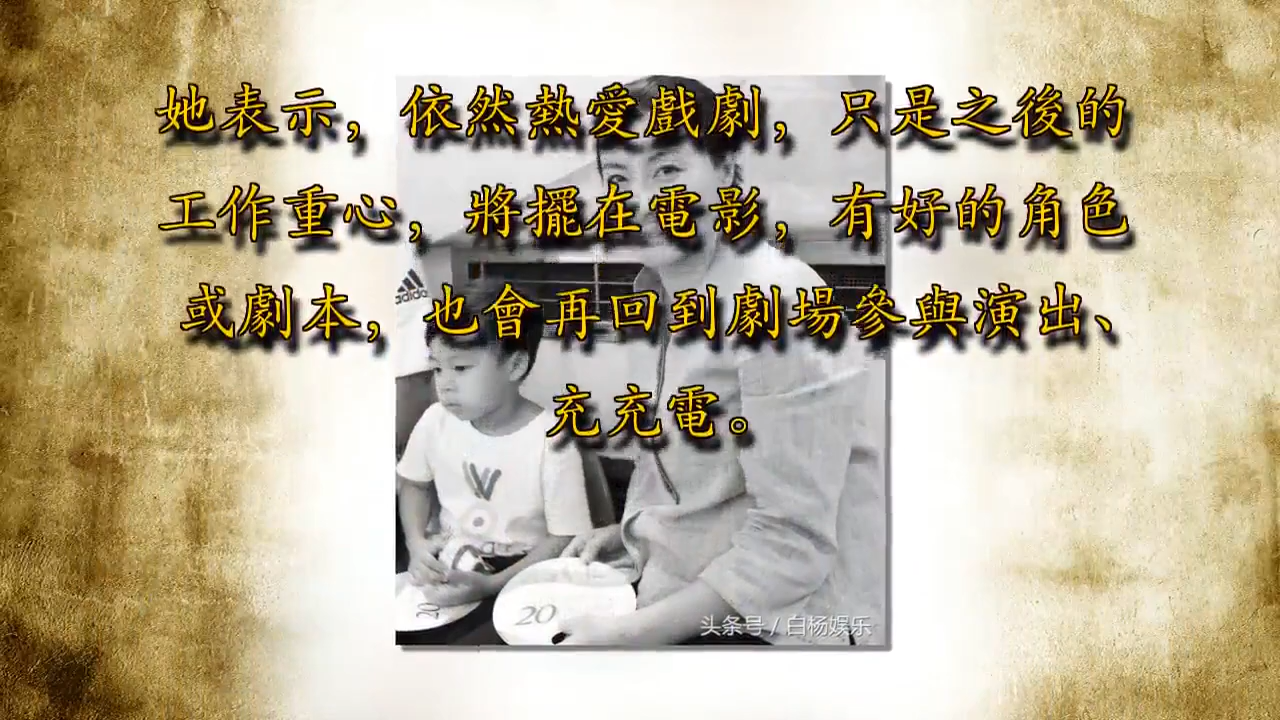 她表示，依然熱愛戲劇，只是之後的
工作重心，將擺在電影，有好的角色
或劇本，也會再回到劇場參與演出、
充充電。
adidas
20
20
头条号 / 白杨娱乐